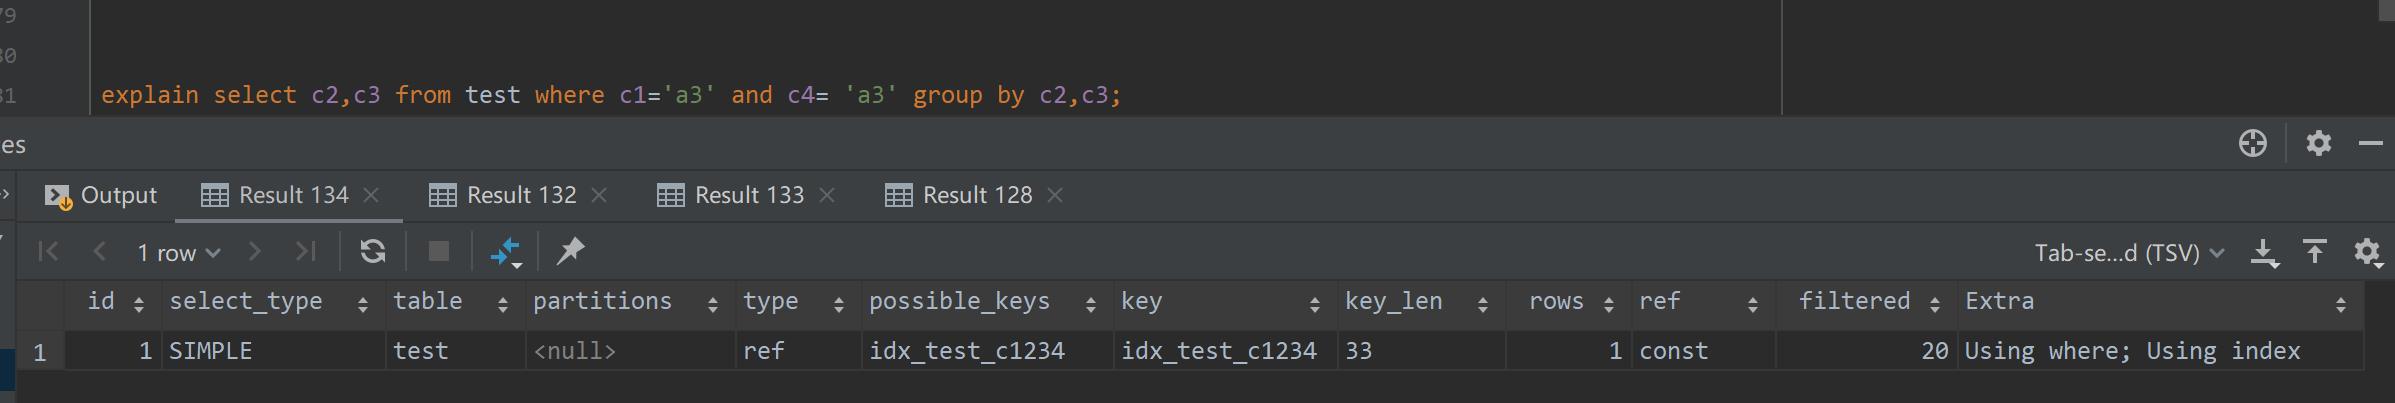 79
80
81 explain select c2,c3 from test where c1='a3' and c4= 'a3' group by c2,c3;
es
Output Result 134 Result 132 Result 133 Result 128
1 row Tab-se...d (TSV)
id select_type table partitions type possible_keys key key_len rows ref filtered Extra
1 1 SIMPLE test <null> ref idx_test_c1234 idx_test_c1234 33 1 const 20 Using where; Using index